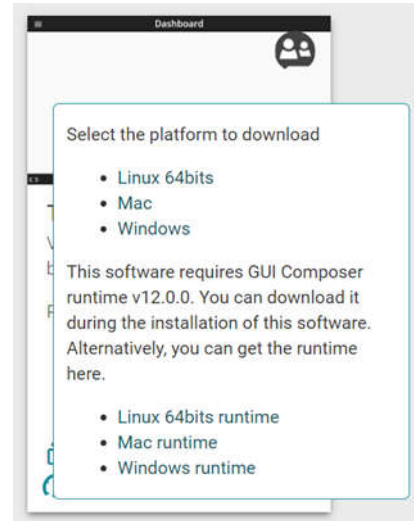 Dashboard
Select the platform to download
• Linux 64bits
• Mac
• Windows
This software requires GUI Composer
runtime v12.0.0. You can download it
during the installation of this software.
Alternatively, you can get the runtime
here.
• Linux 64bits runtime
• Mac runtime
• Windows runtime